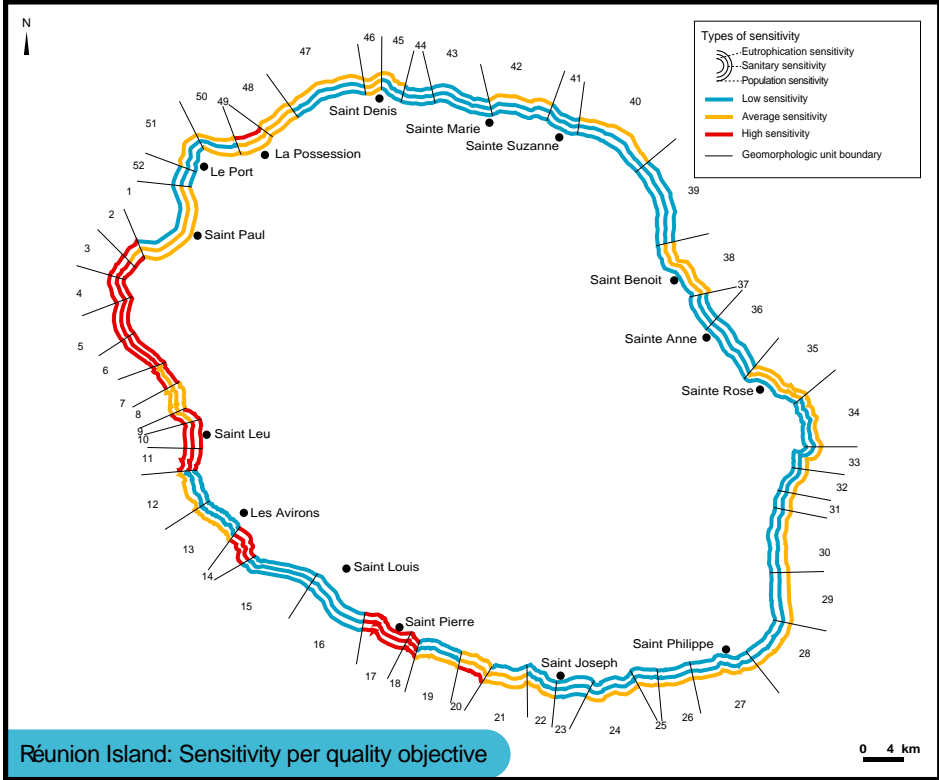 N
47
46
45
44
43
42
41
40
48
49
50
51
52
Saint Denis
Sainte Marie
Sainte Suzanne
La Possession
Le Port
Types of sensitivity
Eutrophication sensitivity
Sanitary sensitivity
Population sensitivity
Low sensitivity
Average sensitivity
High sensitivity
Geomorphologic unit boundary
1
2
3
4
5
6
7
8
9
10
11
12
13
14
15
16
17
18
19
20
21
22
23
24
25
26
27
28
29
30
31
32
33
34
35
36
37
38
39
Saint Paul
Saint Benoit
Sainte Anne
Sainte Rose
Saint Leu
Les Avirons
Saint Louis
Saint Pierre
Saint Joseph
Saint Philippe
Réunion Island: Sensitivity per quality objective
0 4 km